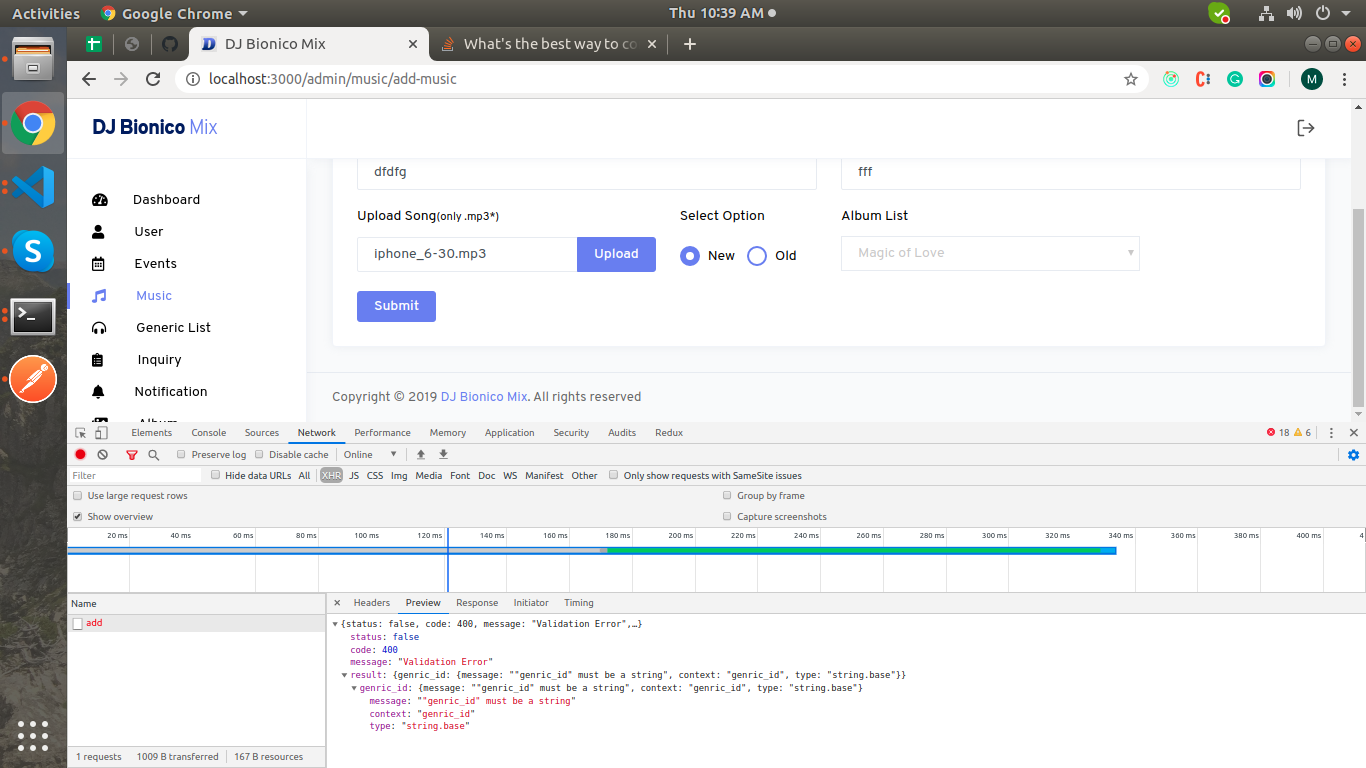 Activities Google Chrome Thu 10:39 AM
DJ Bionico Mix What's the best way to co
localhost:3000/admin/music/add-music M
DJ Bionico Mix
Dashboard
User
Events
Music
Generic List
Inquiry
Notification
dfdfg fff
Upload Song(only .mp3*) Select Option Album List
iphone_6-30.mp3 Upload New Old Magic of Love
Submit
Copyright © 2019 DJ Bionico Mix. All rights reserved
Elements Console Sources Network Performance Memory Application Security Audits Redux 18 6
Preserve log Disable cache Online
Filter Hide data URLs All XHR JS CSS Img Media Font Doc WS Manifest Other Only show requests with SameSite issues
Use large request rows Group by frame
Show overview Capture screenshots
20 ms 40 ms 60 ms 80 ms 100 ms 120 ms 140 ms 160 ms 180 ms 200 ms 220 ms 240 ms 260 ms 280 ms 300 ms 320 ms 340 ms 360 ms 380 ms 400 ms 4
Name Headers Preview Response Initiator Timing
add
{status: false, code: 400, message: "Validation Error",…}
status: false
code: 400
message: "Validation Error"
result: {genric_id: {message: ""genric_id" must be a string", context: "genric_id", type: "string.base"}}
genric_id: {message: ""genric_id" must be a string", context: "genric_id", type: "string.base"}
message: ""genric_id" must be a string"
context: "genric_id"
type: "string.base"
1 requests 1009 B transferred 167 B resources